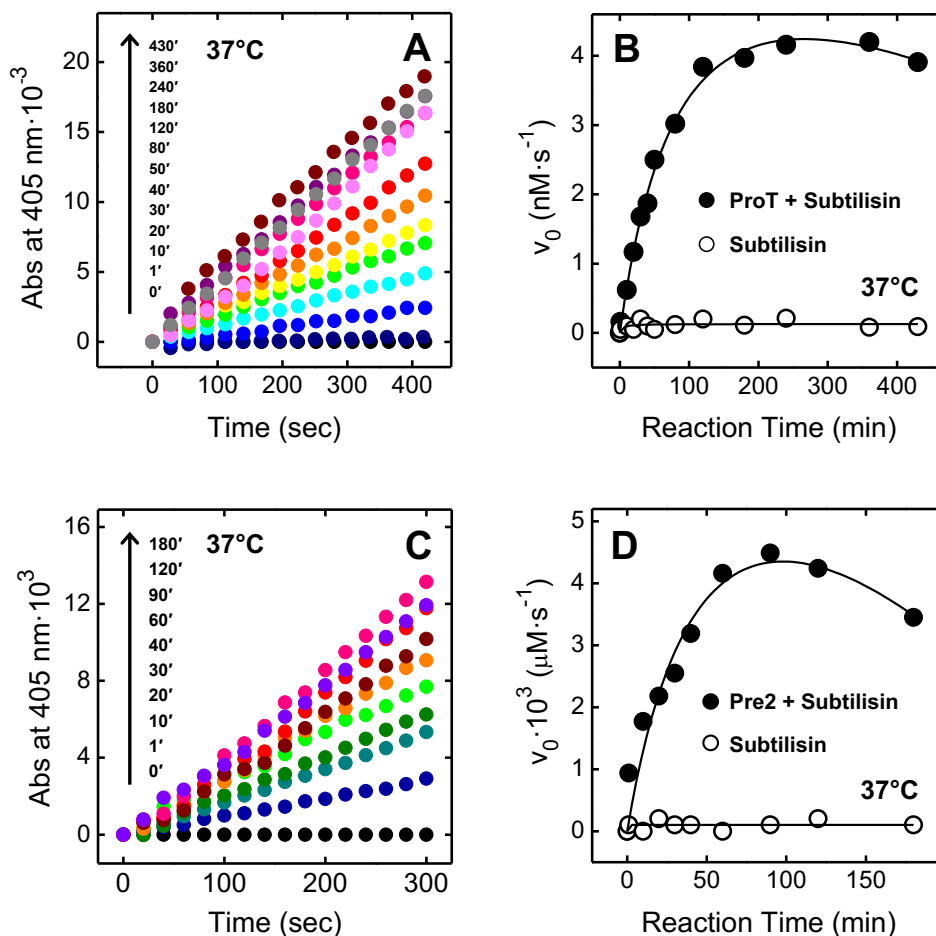 A
37°C
430′
360′
240′
180′
120′
80′
50′
40′
30′
20′
10′
1′
0′
20
15
10
5
0
Abs at 405 nm·10⁻³
0 100 200 300 400
Time (sec)
B
4
3
2
1
0
v₀ (nM·s⁻¹)
ProT + Subtilisin
Subtilisin
37°C
0 100 200 300 400
Reaction Time (min)
C
37°C
180′
120′
90′
60′
40′
30′
20′
10′
1′
0′
16
12
8
4
0
Abs at 405 nm·10³
0 100 200 300
Time (sec)
D
5
4
3
2
1
0
v₀·10³ (μM·s⁻¹)
Pre2 + Subtilisin
Subtilisin
37°C
0 50 100 150
Reaction Time (min)